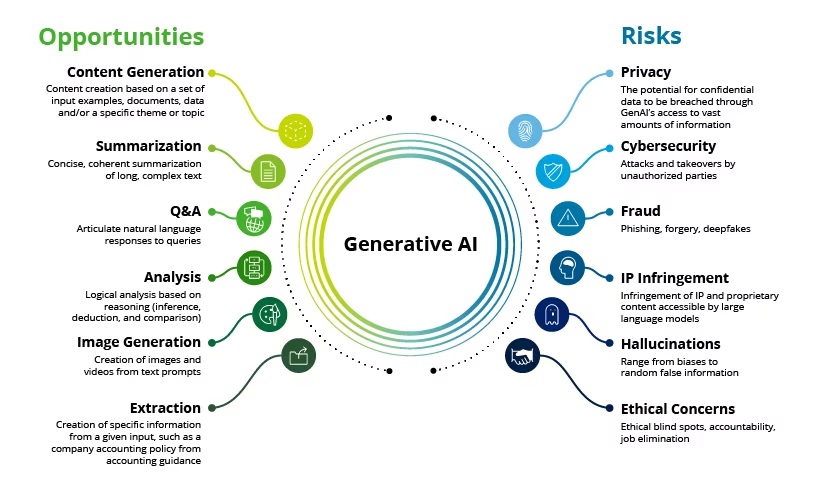 Opportunities
Content Generation
Content creation based on a set of
input examples, documents, data
and/or a specific theme or topic
Summarization
Concise, coherent summarization
of long, complex text
Q&A
Articulate natural language
responses to queries
Analysis
Logical analysis based on
reasoning (inference,
deduction, and comparison)
Image Generation
Creation of images and
videos from text prompts
Extraction
Creation of specific information
from a given input, such as a
company accounting policy from
accounting guidance
Generative AI
Risks
Privacy
The potential for confidential
data to be breached through
GenAI's access to vast
amounts of information
Cybersecurity
Attacks and takeovers by
unauthorized parties
Fraud
Phishing, forgery, deepfakes
IP Infringement
Infringement of IP and proprietary
content accessible by large
language models
Hallucinations
Range from biases to
random false information
Ethical Concerns
Ethical blind spots, accountability,
job elimination